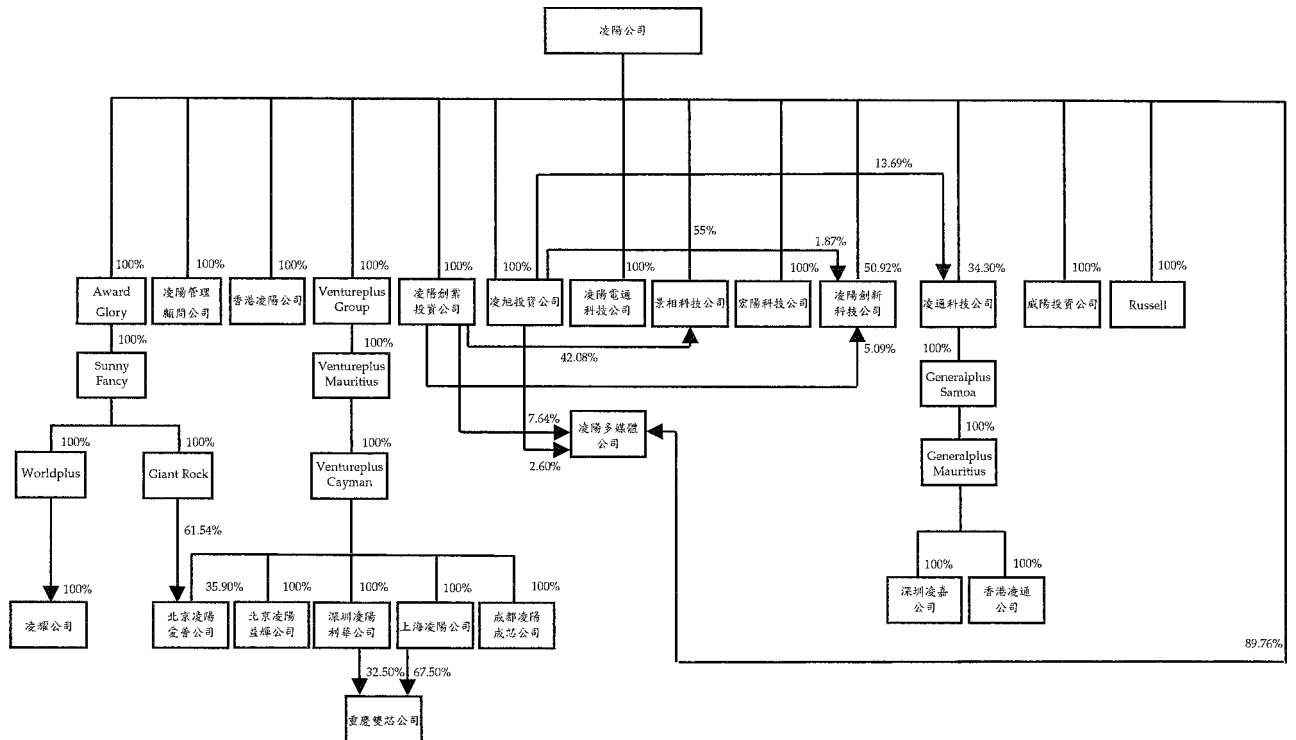 凌陽公司
13.69%
55%
1.87%
100%
100%
100%
100%
100%
100%
100%
100%
50.92%
34.30%
100%
100%
Award
Glory
凌陽管理
顧問公司
香港凌陽公司
Ventureplus
Group
凌陽創業
投資公司
凌旭投資公司
凌陽電通
科技公司
景相科技公司
宏陽科技公司
凌陽創新
科技公司
凌通科技公司
威陽投資公司
Russell
100%
100%
42.08%
5.09%
100%
Sunny
Fancy
Ventureplus
Mauritius
Generalplus
Samoa
7.64%
凌陽多媒體
公司
2.60%
100%
100%
100%
100%
Worldplus
Giant Rock
Ventureplus
Cayman
Generalplus
Mauritius
61.54%
100%
35.90%
100%
100%
100%
100%
100%
100%
凌耀公司
北京凌陽
愛普公司
北京凌陽
益輝公司
深圳凌陽
利華公司
上海凌陽公司
成都凌陽
成芯公司
深圳凌嘉
公司
香港凌通
公司
89.76%
32.50%
67.50%
重慶雙芯公司